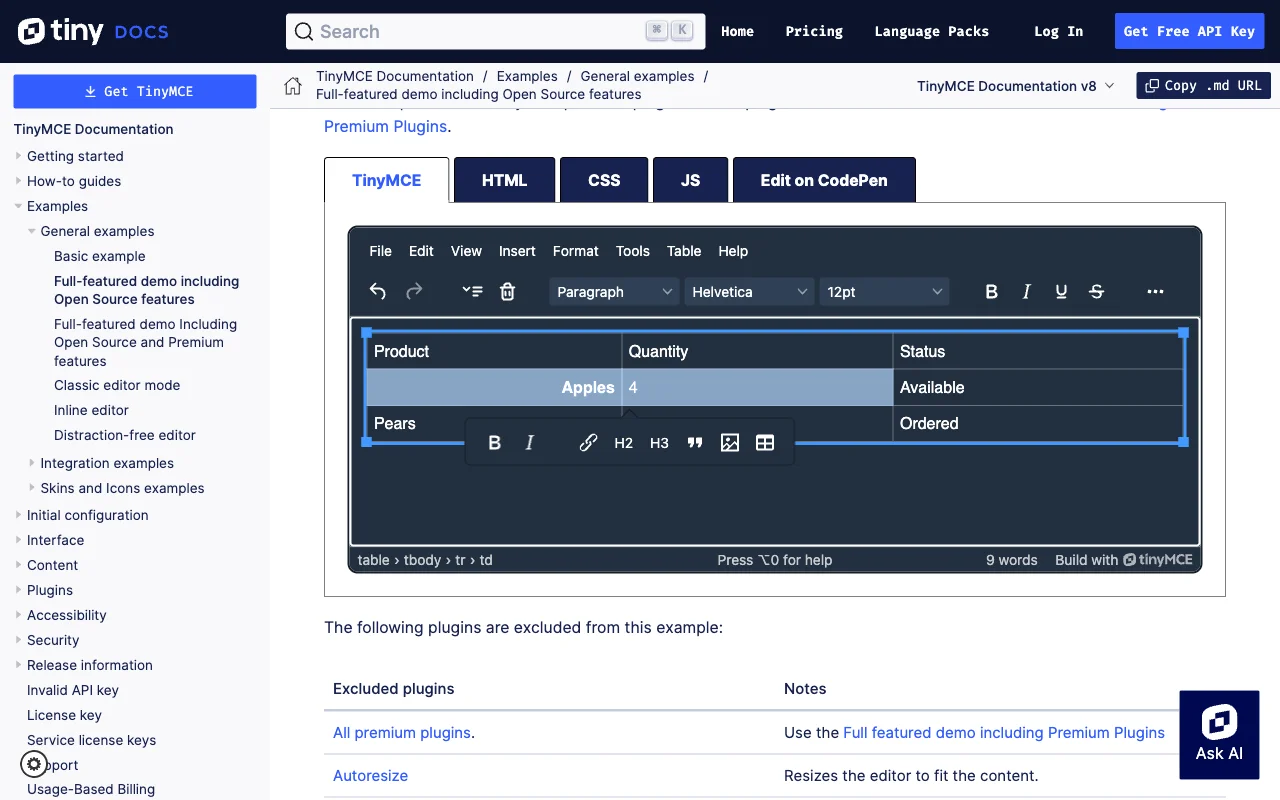 tiny DOCS
Search
⌘ K
Home
Pricing
Language Packs
Log In
Get Free API Key
Get TinyMCE
TinyMCE Documentation / Examples / General examples /
Full-featured demo including Open Source features
TinyMCE Documentation v8
Copy .md URL
TinyMCE Documentation
Getting started
How-to guides
Examples
General examples
Basic example
Full-featured demo including
Open Source features
Full-featured demo Including
Open Source and Premium
features
Classic editor mode
Inline editor
Distraction-free editor
Integration examples
Skins and Icons examples
Initial configuration
Interface
Content
Plugins
Accessibility
Security
Release information
Invalid API key
License key
Service license keys
pport
Usage-Based Billing
Premium Plugins.
TinyMCE
HTML
CSS
JS
Edit on CodePen
File Edit View Insert Format Tools Table Help
Paragraph
Helvetica
12pt
B I U S
Product Quantity Status
Apples 4 Available
Pears Ordered
B I H2 H3
table › tbody › tr › td
Press ⌥0 for help
9 words
Build with tinyMCE
The following plugins are excluded from this example:
Excluded plugins Notes
All premium plugins. Use the Full featured demo including Premium Plugins
Autoresize Resizes the editor to fit the content.
Ask AI